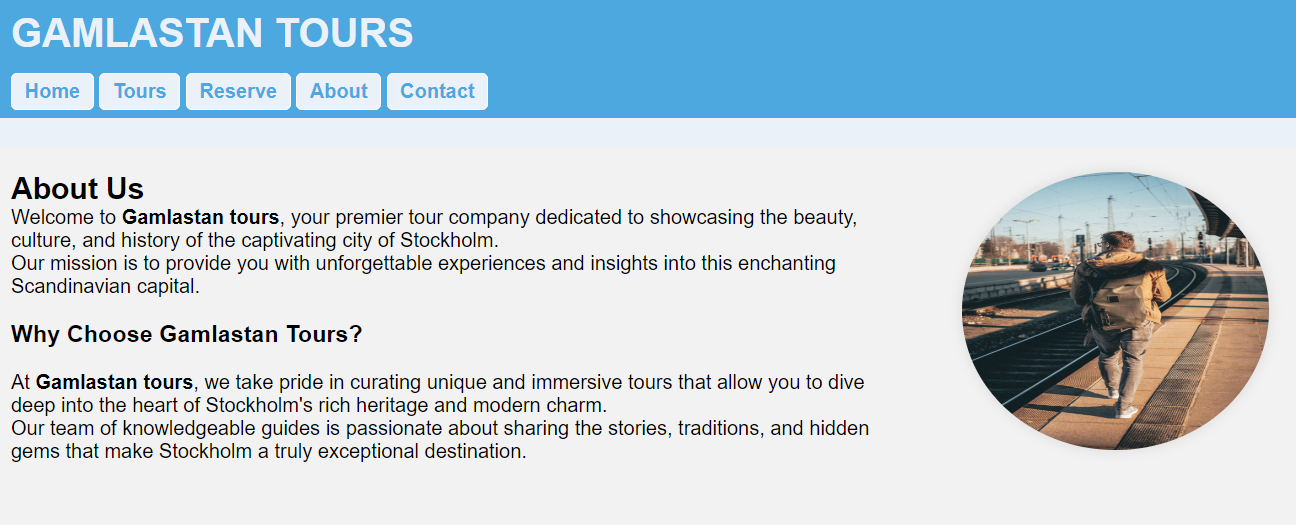 GAMLASTAN TOURS
Home Tours Reserve About Contact
About Us
Welcome to Gamlastan tours, your premier tour company dedicated to showcasing the beauty,
culture, and history of the captivating city of Stockholm.
Our mission is to provide you with unforgettable experiences and insights into this enchanting
Scandinavian capital.
Why Choose Gamlastan Tours?
At Gamlastan tours, we take pride in curating unique and immersive tours that allow you to dive
deep into the heart of Stockholm's rich heritage and modern charm.
Our team of knowledgeable guides is passionate about sharing the stories, traditions, and hidden
gems that make Stockholm a truly exceptional destination.